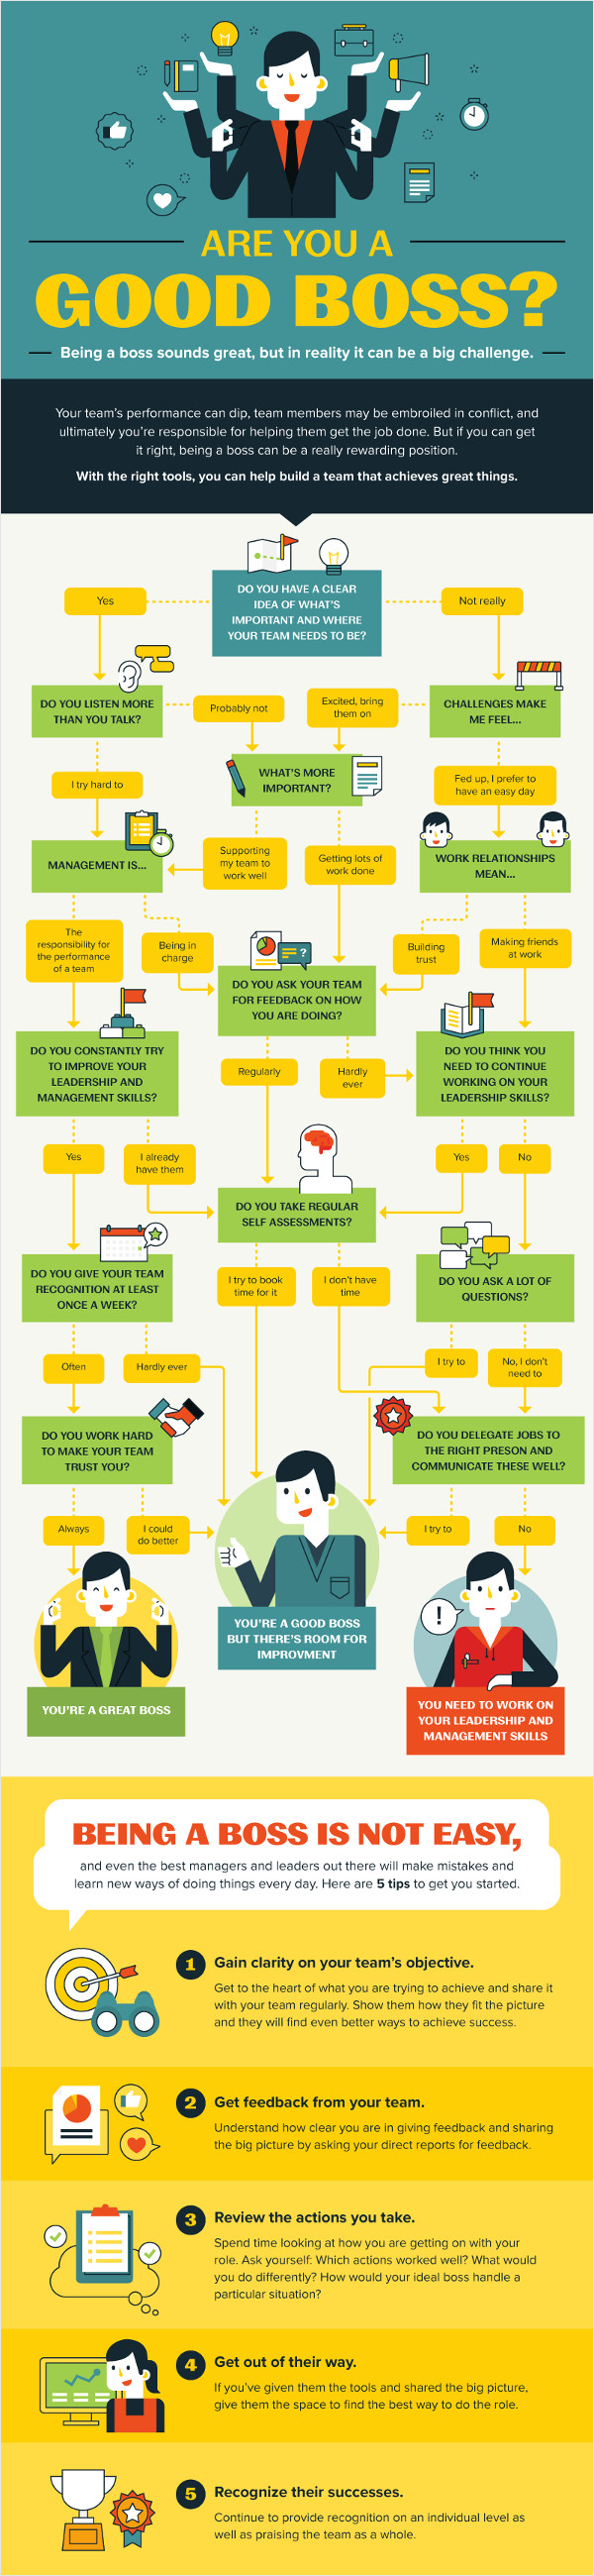 ARE YOU A
GOOD BOSS?
Being a boss sounds great, but in reality it can be a big challenge.
Your team's performance can dip, team members may be embroiled in conflict, and
ultimately you're responsible for helping them get the job done. But if you can get
it right, being a boss can be a really rewarding position.
With the right tools, you can help build a team that achieves great things.
DO YOU HAVE A CLEAR
IDEA OF WHAT'S
IMPORTANT AND WHERE
YOUR TEAM NEEDS TO BE?
Yes
Not really
DO YOU LISTEN MORE
THAN YOU TALK?
Probably not
Excited, bring
them on
CHALLENGES MAKE
ME FEEL...
I try hard to
WHAT'S MORE
IMPORTANT?
Fed up, I prefer to
have an easy day
MANAGEMENT IS...
Supporting
my team to
work well
Getting lots of
work done
WORK RELATIONSHIPS
MEAN...
The
responsibility for
the performance
of a team
Being in
charge
?
DO YOU ASK YOUR TEAM
FOR FEEDBACK ON HOW
YOU ARE DOING?
Building
trust
Making friends
at work
DO YOU CONSTANTLY TRY
TO IMPROVE YOUR
LEADERSHIP AND
MANAGEMENT SKILLS?
Regularly
Hardly
ever
DO YOU THINK YOU
NEED TO CONTINUE
WORKING ON YOUR
LEADERSHIP SKILLS?
Yes
I already
have them
Yes
No
DO YOU TAKE REGULAR
SELF ASSESSMENTS?
DO YOU GIVE YOUR TEAM
RECOGNITION AT LEAST
ONCE A WEEK?
I try to book
time for it
I don't have
time
DO YOU ASK A LOT OF
QUESTIONS?
Often
Hardly ever
I try to
No, I don't
need to
DO YOU WORK HARD
TO MAKE YOUR TEAM
TRUST YOU?
DO YOU DELEGATE JOBS TO
THE RIGHT PRESON AND
COMMUNICATE THESE WELL?
Always
I could
do better
I try to
No
!
YOU'RE A GOOD BOSS
BUT THERE'S ROOM FOR
IMPROVMENT
YOU'RE A GREAT BOSS
YOU NEED TO WORK ON
YOUR LEADERSHIP AND
MANAGEMENT SKILLS
BEING A BOSS IS NOT EASY,
and even the best managers and leaders out there will make mistakes and
learn new ways of doing things every day. Here are 5 tips to get you started.
1 Gain clarity on your team's objective.
Get to the heart of what you are trying to achieve and share it
with your team regularly. Show them how they fit the picture
and they will find even better ways to achieve success.
2 Get feedback from your team.
Understand how clear you are in giving feedback and sharing
the big picture by asking your direct reports for feedback.
3 Review the actions you take.
Spend time looking at how you are getting on with your
role. Ask yourself: Which actions worked well? What would
you do differently? How would your ideal boss handle a
particular situation?
4 Get out of their way.
If you've given them the tools and shared the big picture,
give them the space to find the best way to do the role.
5 Recognize their successes.
Continue to provide recognition on an individual level as
well as praising the team as a whole.